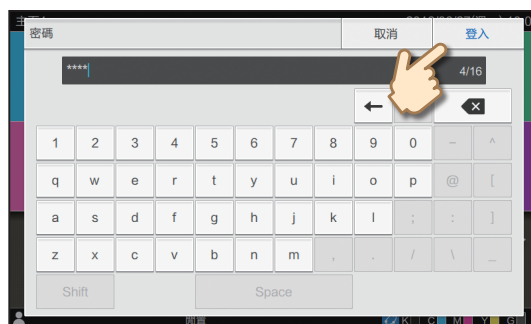 密碼 取消 登入
**** 4/16
1 2 3 4 5 6 7 8 9 0 - ^
q w e r t y u i o p @ [
a s d f g h j k l ; : ]
z x c v b n m , . / \ _
Shift Space
K C M Y